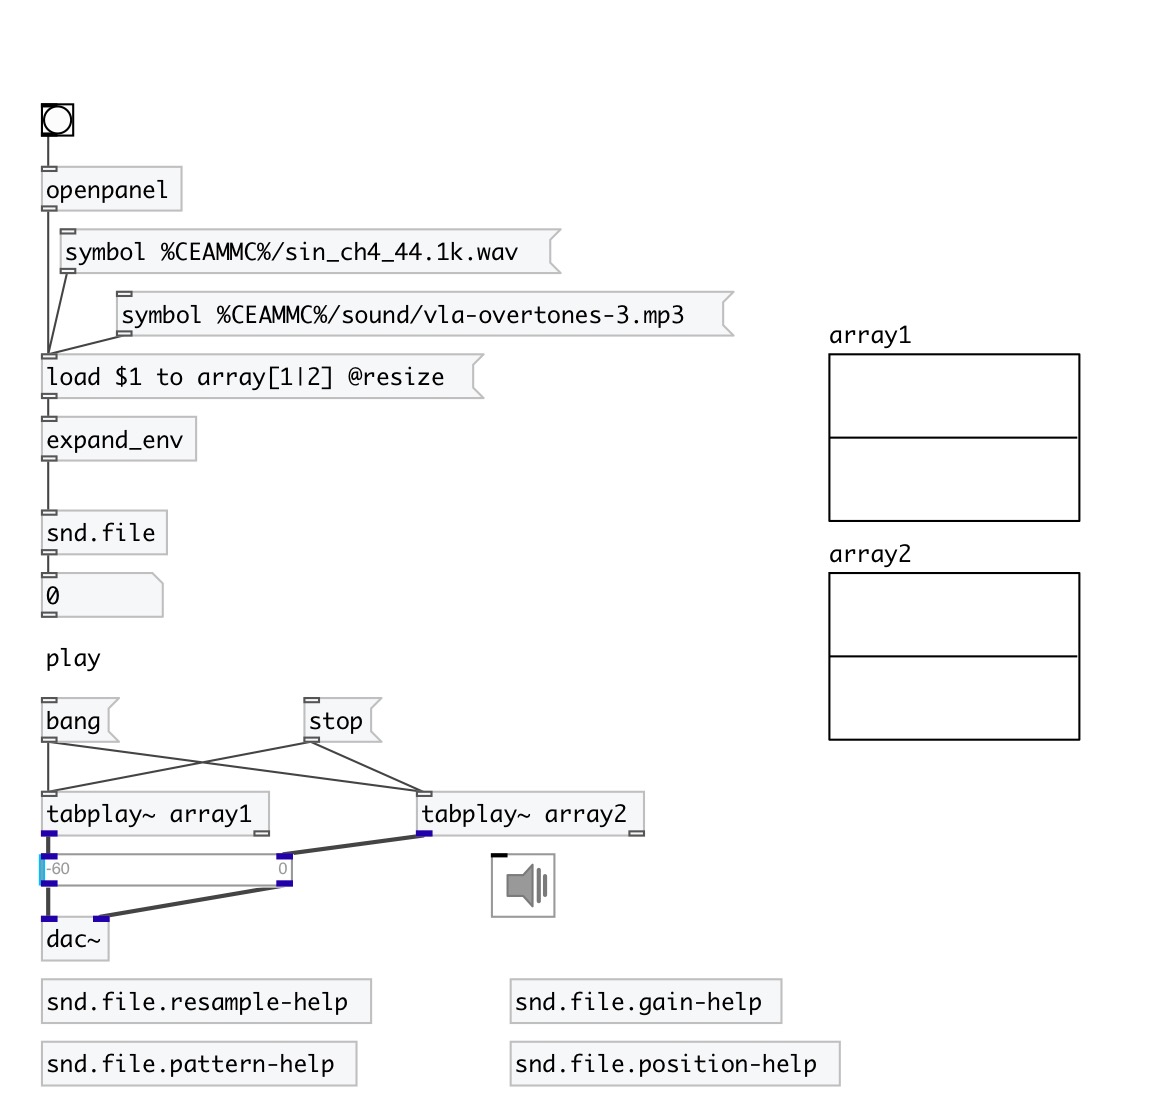 openpanel
symbol %CEAMMC%/sin_ch4_44.1k.wav
symbol %CEAMMC%/sound/vla-overtones-3.mp3
array1
load $1 to array[1|2] @resize
expand_env
snd.file
array2
0
play
bang
stop
tabplay~ array1
tabplay~ array2
-60
0
dac~
snd.file.resample-help
snd.file.gain-help
snd.file.pattern-help
snd.file.position-help